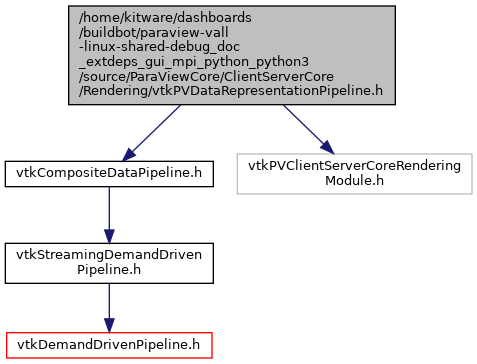 /home/kitware/dashboards
/buildbot/paraview-vall
-linux-shared-debug_doc
_extdeps_gui_mpi_python_python3
/source/ParaViewCore/ClientServerCore
/Rendering/vtkPVDataRepresentationPipeline.h
vtkCompositeDataPipeline.h
vtkPVClientServerCoreRendering
Module.h
vtkStreamingDemandDriven
Pipeline.h
vtkDemandDrivenPipeline.h